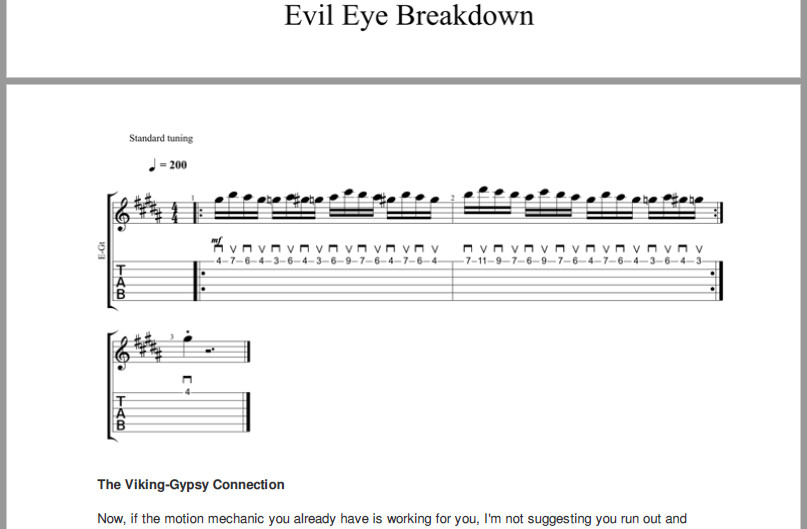 Evil Eye Breakdown
Standard tuning
= 200
1
2
4
4
mf
E-Gt
4 7 6 4 3 6 4 3 6 9 7 6 4 7 6 4 7 11 9 7 6 9 7 6 4 7 6 4 3 6 4 3
T
A
B
3
4
T
A
B
The Viking-Gypsy Connection
Now, if the motion mechanic you already have is working for you, I'm not suggesting you run out and